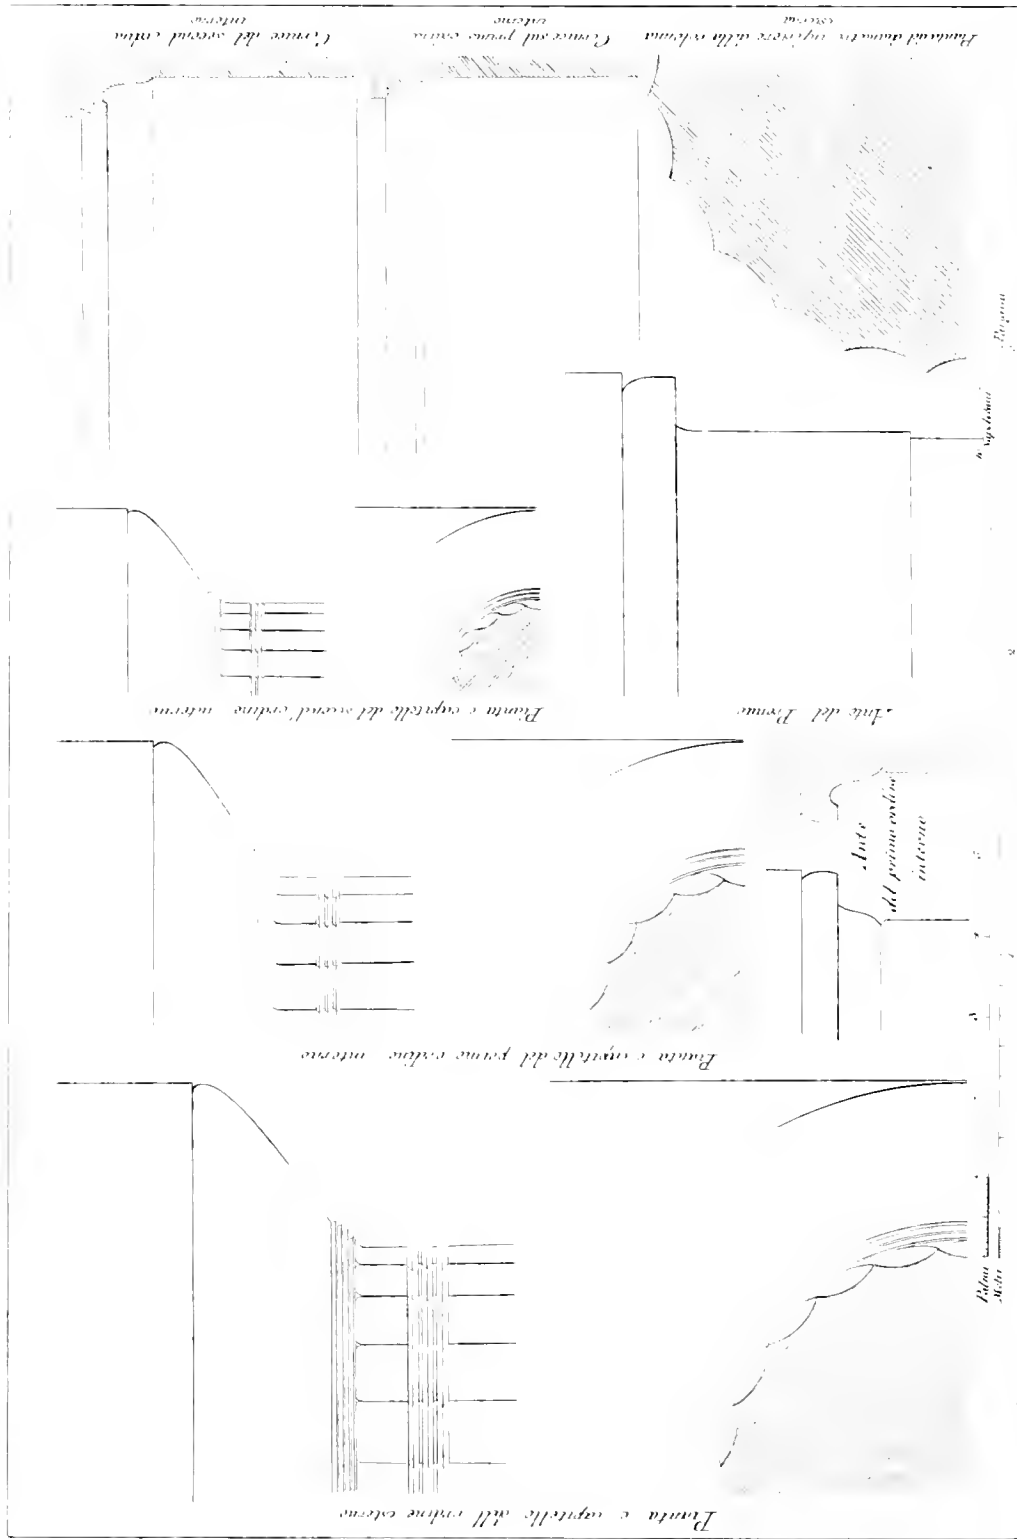 Pianta e capitello dell' ordine esterno
Pianta e capitello del primo ordine interno
Pianta e capitello del second' ordine interno
Ante del Pronao
Ante
del primo ordine
interno
Pianta del diametro inferiore della colonna
esterna
Cornice sul primo ordine
interno
Cornice del second' ordine
interno
Palmi
Metri